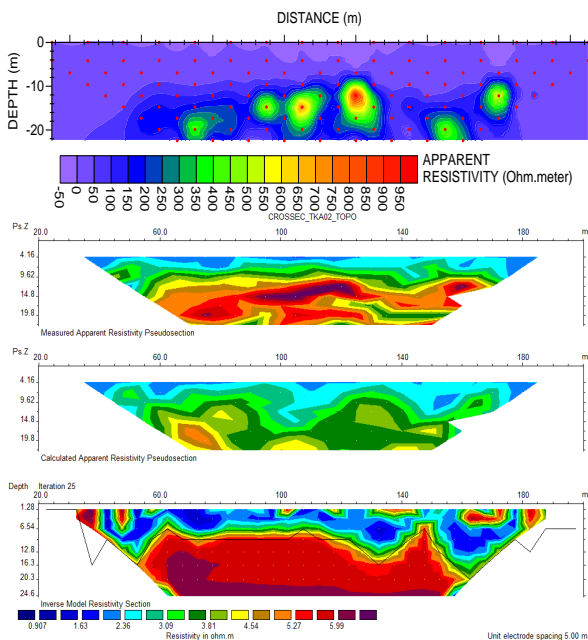 DISTANCE (m)
DEPTH (m)
0
-10
-20
-50 0 50 100 150 200 250 300 350 400 450 500 550 600 650 700 750 800 850 900 950
APPARENT
RESISTIVITY (Ohm.meter)
CROSSEC_TKA02_TOPO
Ps.Z 20.0 60.0 100 140 180 m
4.16
9.62
14.8
19.8
Measured Apparent Resistivity Pseudosection
Ps.Z 20.0 60.0 100 140 180 m
4.16
9.62
14.8
19.8
Calculated Apparent Resistivity Pseudosection
Depth Iteration 25
20.0 60.0 100 140 180 m
1.28
6.54
12.8
16.3
20.3
24.6
Inverse Model Resistivity Section
0.907 1.63 2.36 3.09 3.81 4.54 5.27 5.99
Resistivity in ohm.m
Unit electrode spacing 5.00 m